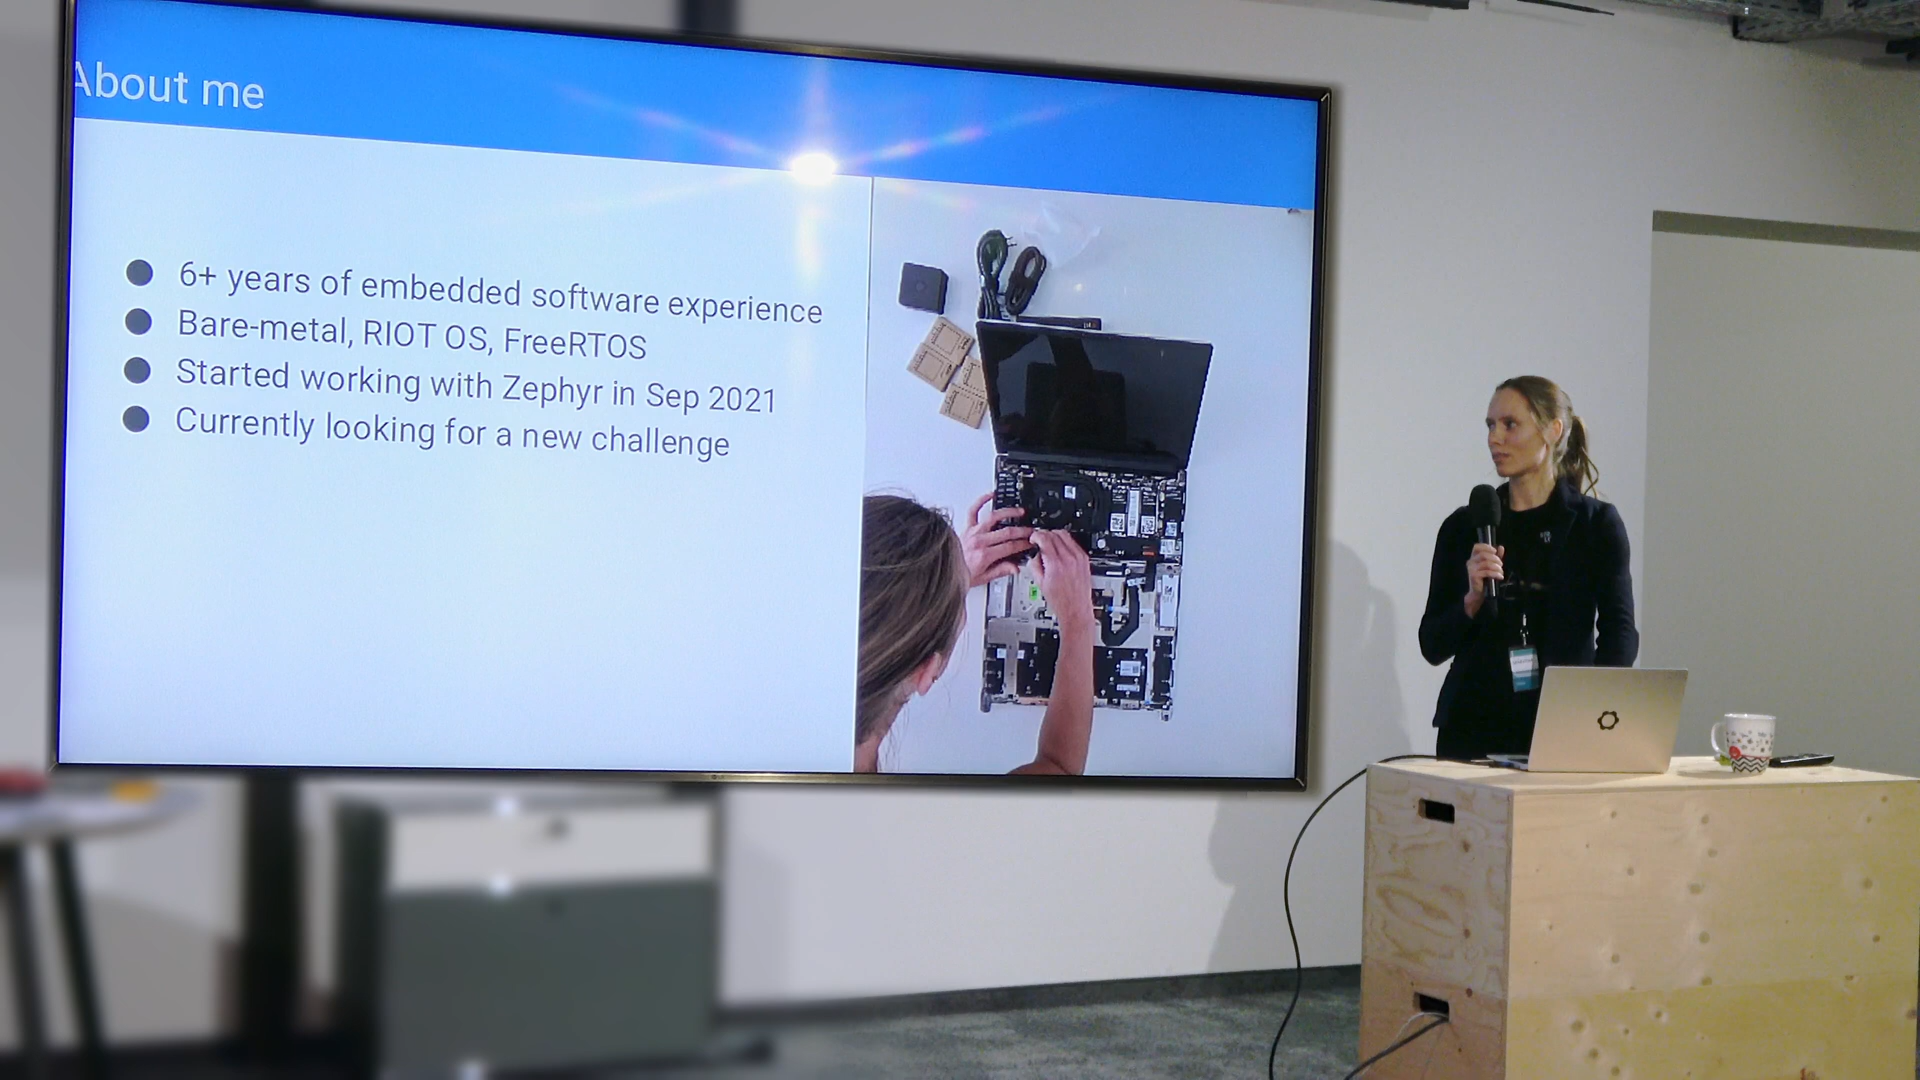 About me
6+ years of embedded software experience
Bare-metal, RIOT OS, FreeRTOS
Started working with Zephyr in Sep 2021
Currently looking for a new challenge